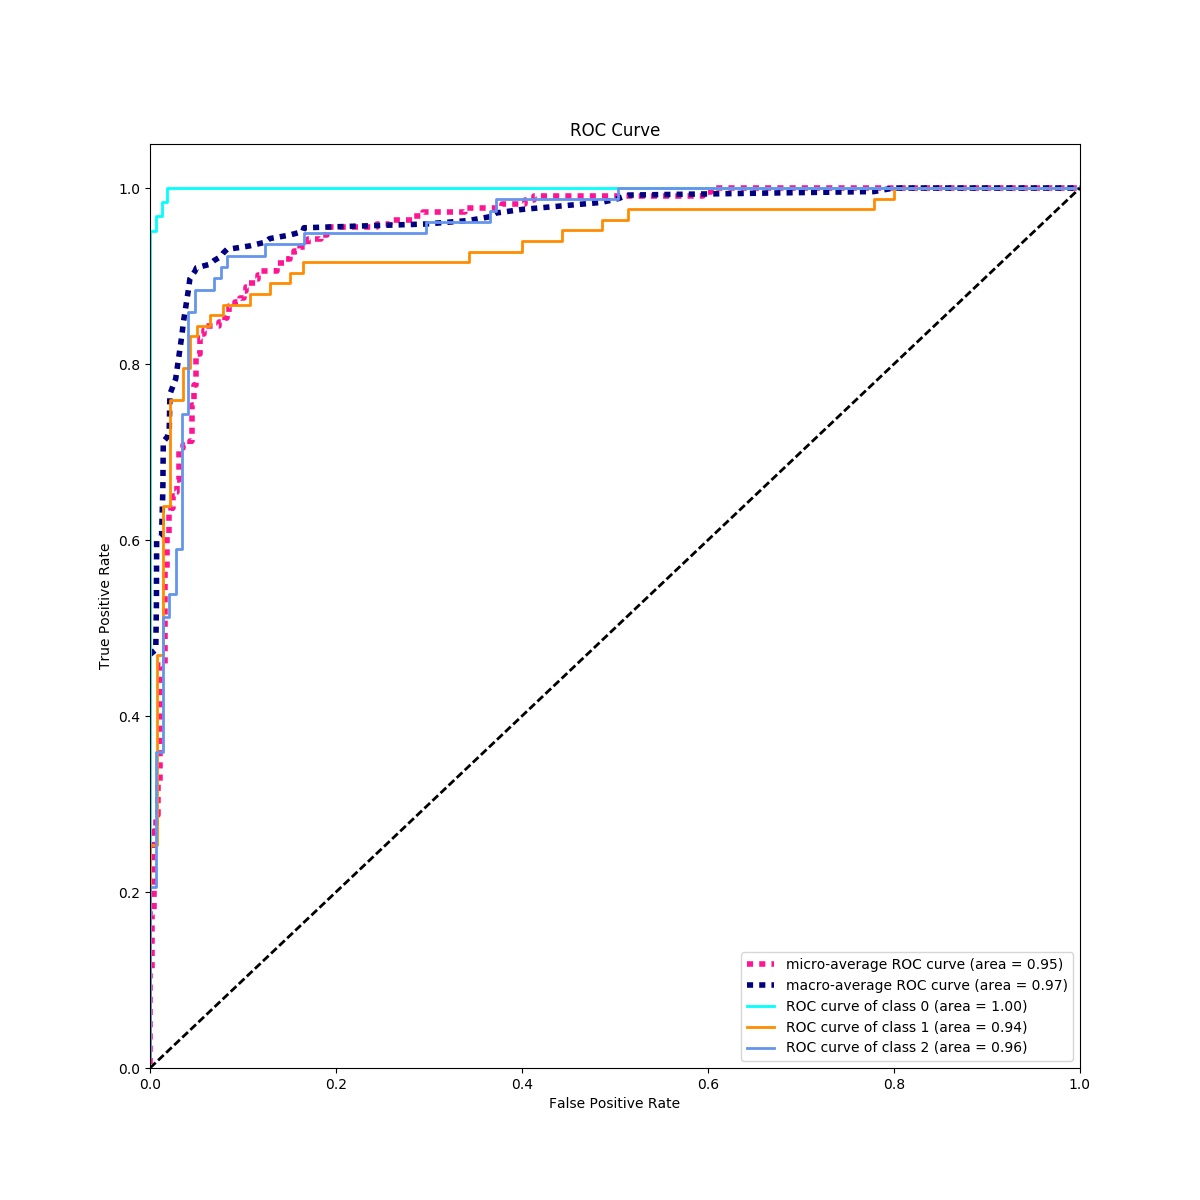 ROC Curve
1.0
0.8
0.6
0.4
0.2
0.0
True Positive Rate
micro-average ROC curve (area = 0.95)
macro-average ROC curve (area = 0.97)
ROC curve of class 0 (area = 1.00)
ROC curve of class 1 (area = 0.94)
ROC curve of class 2 (area = 0.96)
0.0 0.2 0.4 0.6 0.8 1.0
False Positive Rate